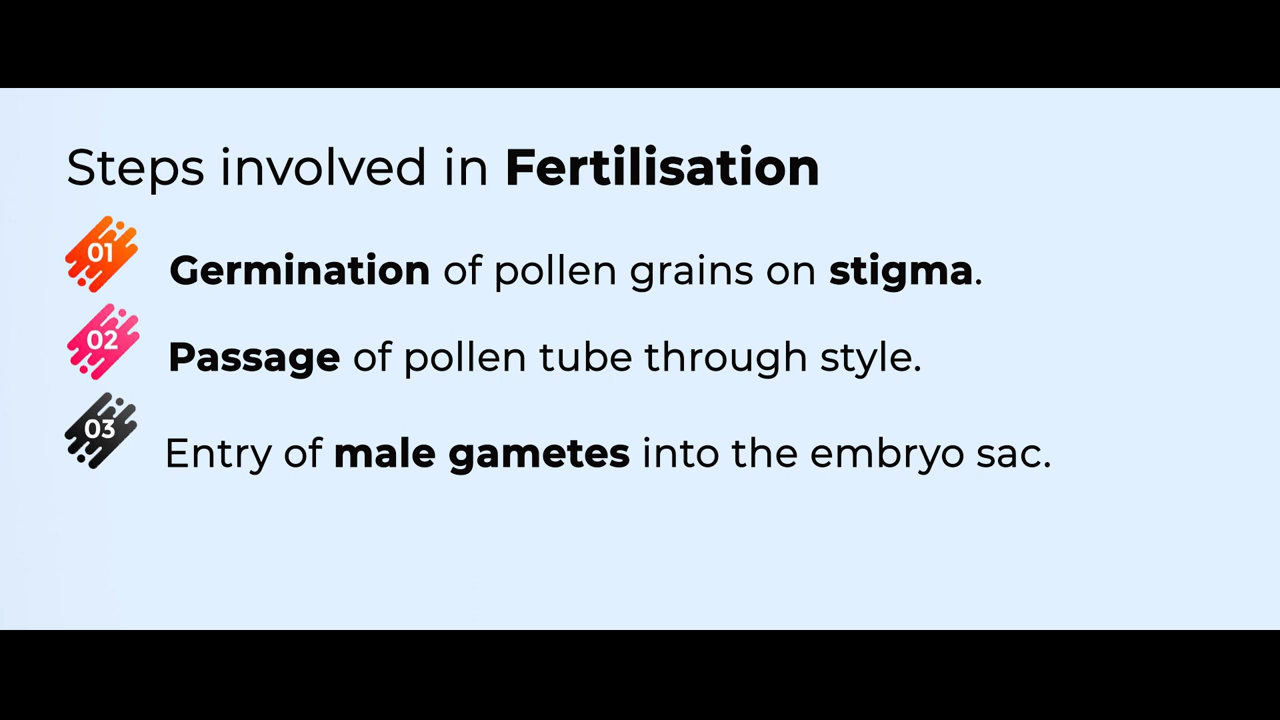 Steps involved in Fertilisation
01 Germination of pollen grains on stigma.
02 Passage of pollen tube through style.
03 Entry of male gametes into the embryo sac.